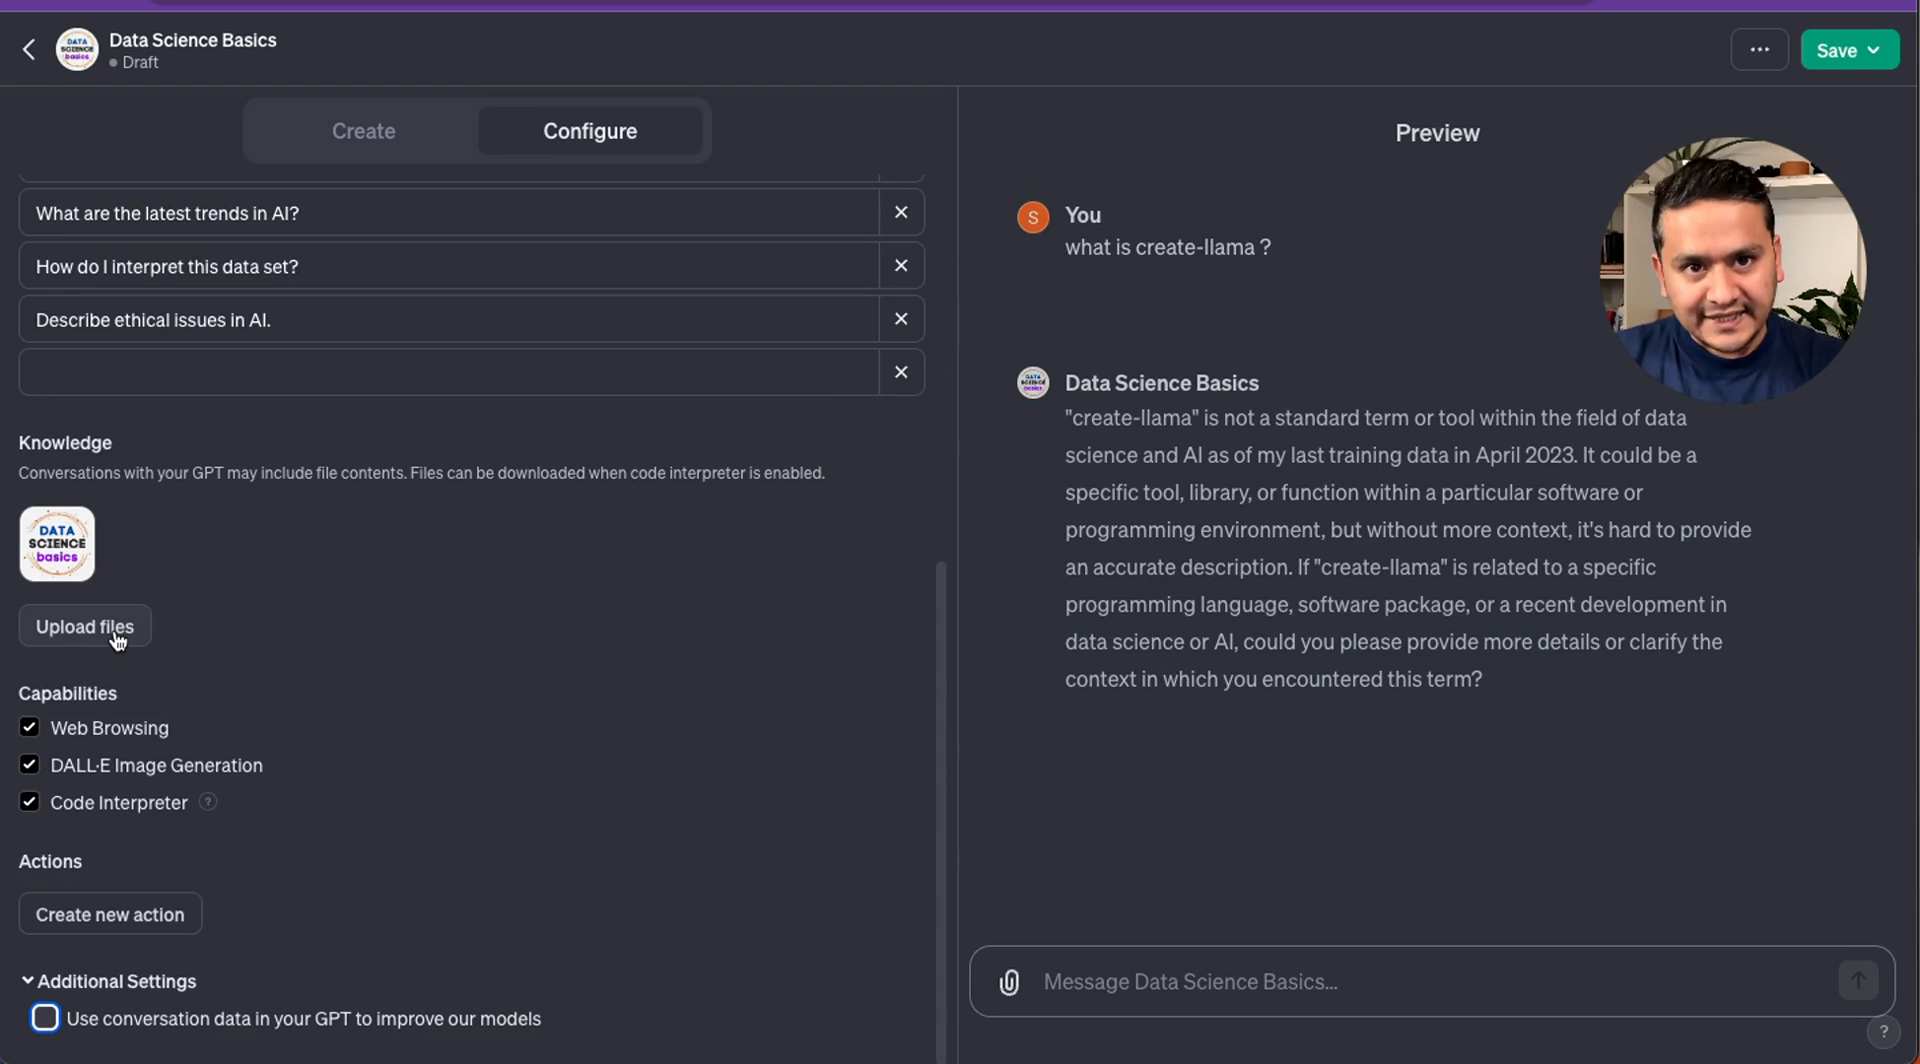 DATA SCIENCE basics
Data Science Basics
Draft
...
Save
Create
Configure
What are the latest trends in AI?
How do I interpret this data set?
Describe ethical issues in AI.
Knowledge
Conversations with your GPT may include file contents. Files can be downloaded when code interpreter is enabled.
DATA
SCIENCE
basics
Upload files
Capabilities
Web Browsing
DALL·E Image Generation
Code Interpreter ?
Actions
Create new action
Additional Settings
Use conversation data in your GPT to improve our models
Preview
S
You
what is create-llama ?
DATA SCIENCE basics
Data Science Basics
"create-llama" is not a standard term or tool within the field of data
science and AI as of my last training data in April 2023. It could be a
specific tool, library, or function within a particular software or
programming environment, but without more context, it's hard to provide
an accurate description. If "create-llama" is related to a specific
programming language, software package, or a recent development in
data science or AI, could you please provide more details or clarify the
context in which you encountered this term?
Message Data Science Basics...
?